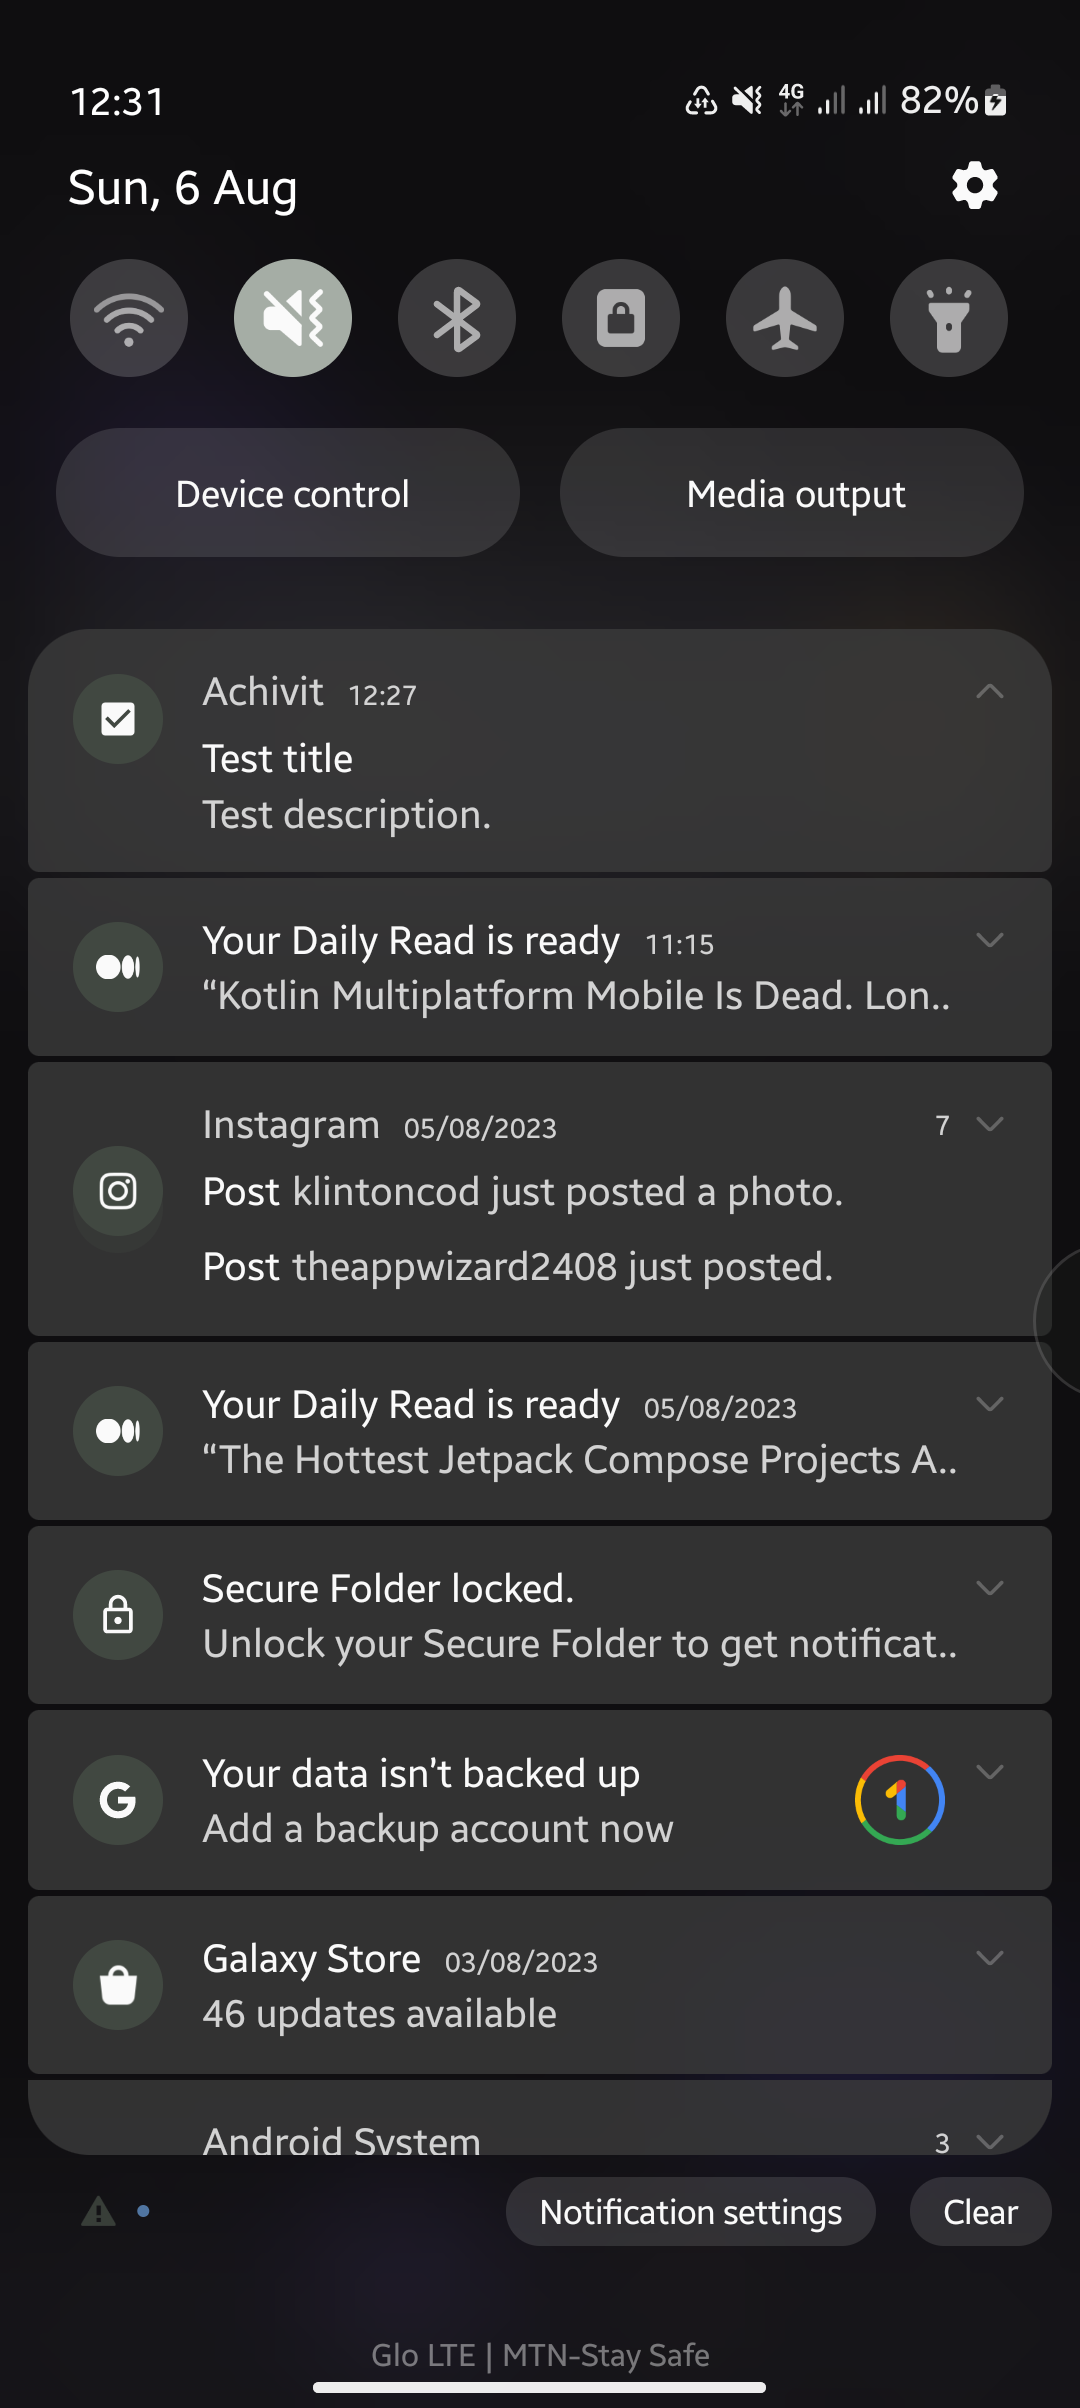 12:31
4G
82%
Sun, 6 Aug
Device control
Media output
Achivit 12:27
Test title
Test description.
Your Daily Read is ready 11:15
“Kotlin Multiplatform Mobile Is Dead. Lon..
Instagram 05/08/2023 7
Post klintoncod just posted a photo.
Post theappwizard2408 just posted.
Your Daily Read is ready 05/08/2023
“The Hottest Jetpack Compose Projects A..
Secure Folder locked.
Unlock your Secure Folder to get notificat..
G
Your data isn't backed up
1
Add a backup account now
Galaxy Store 03/08/2023
46 updates available
Android System 3
Notification settings
Clear
Glo LTE | MTN-Stay Safe